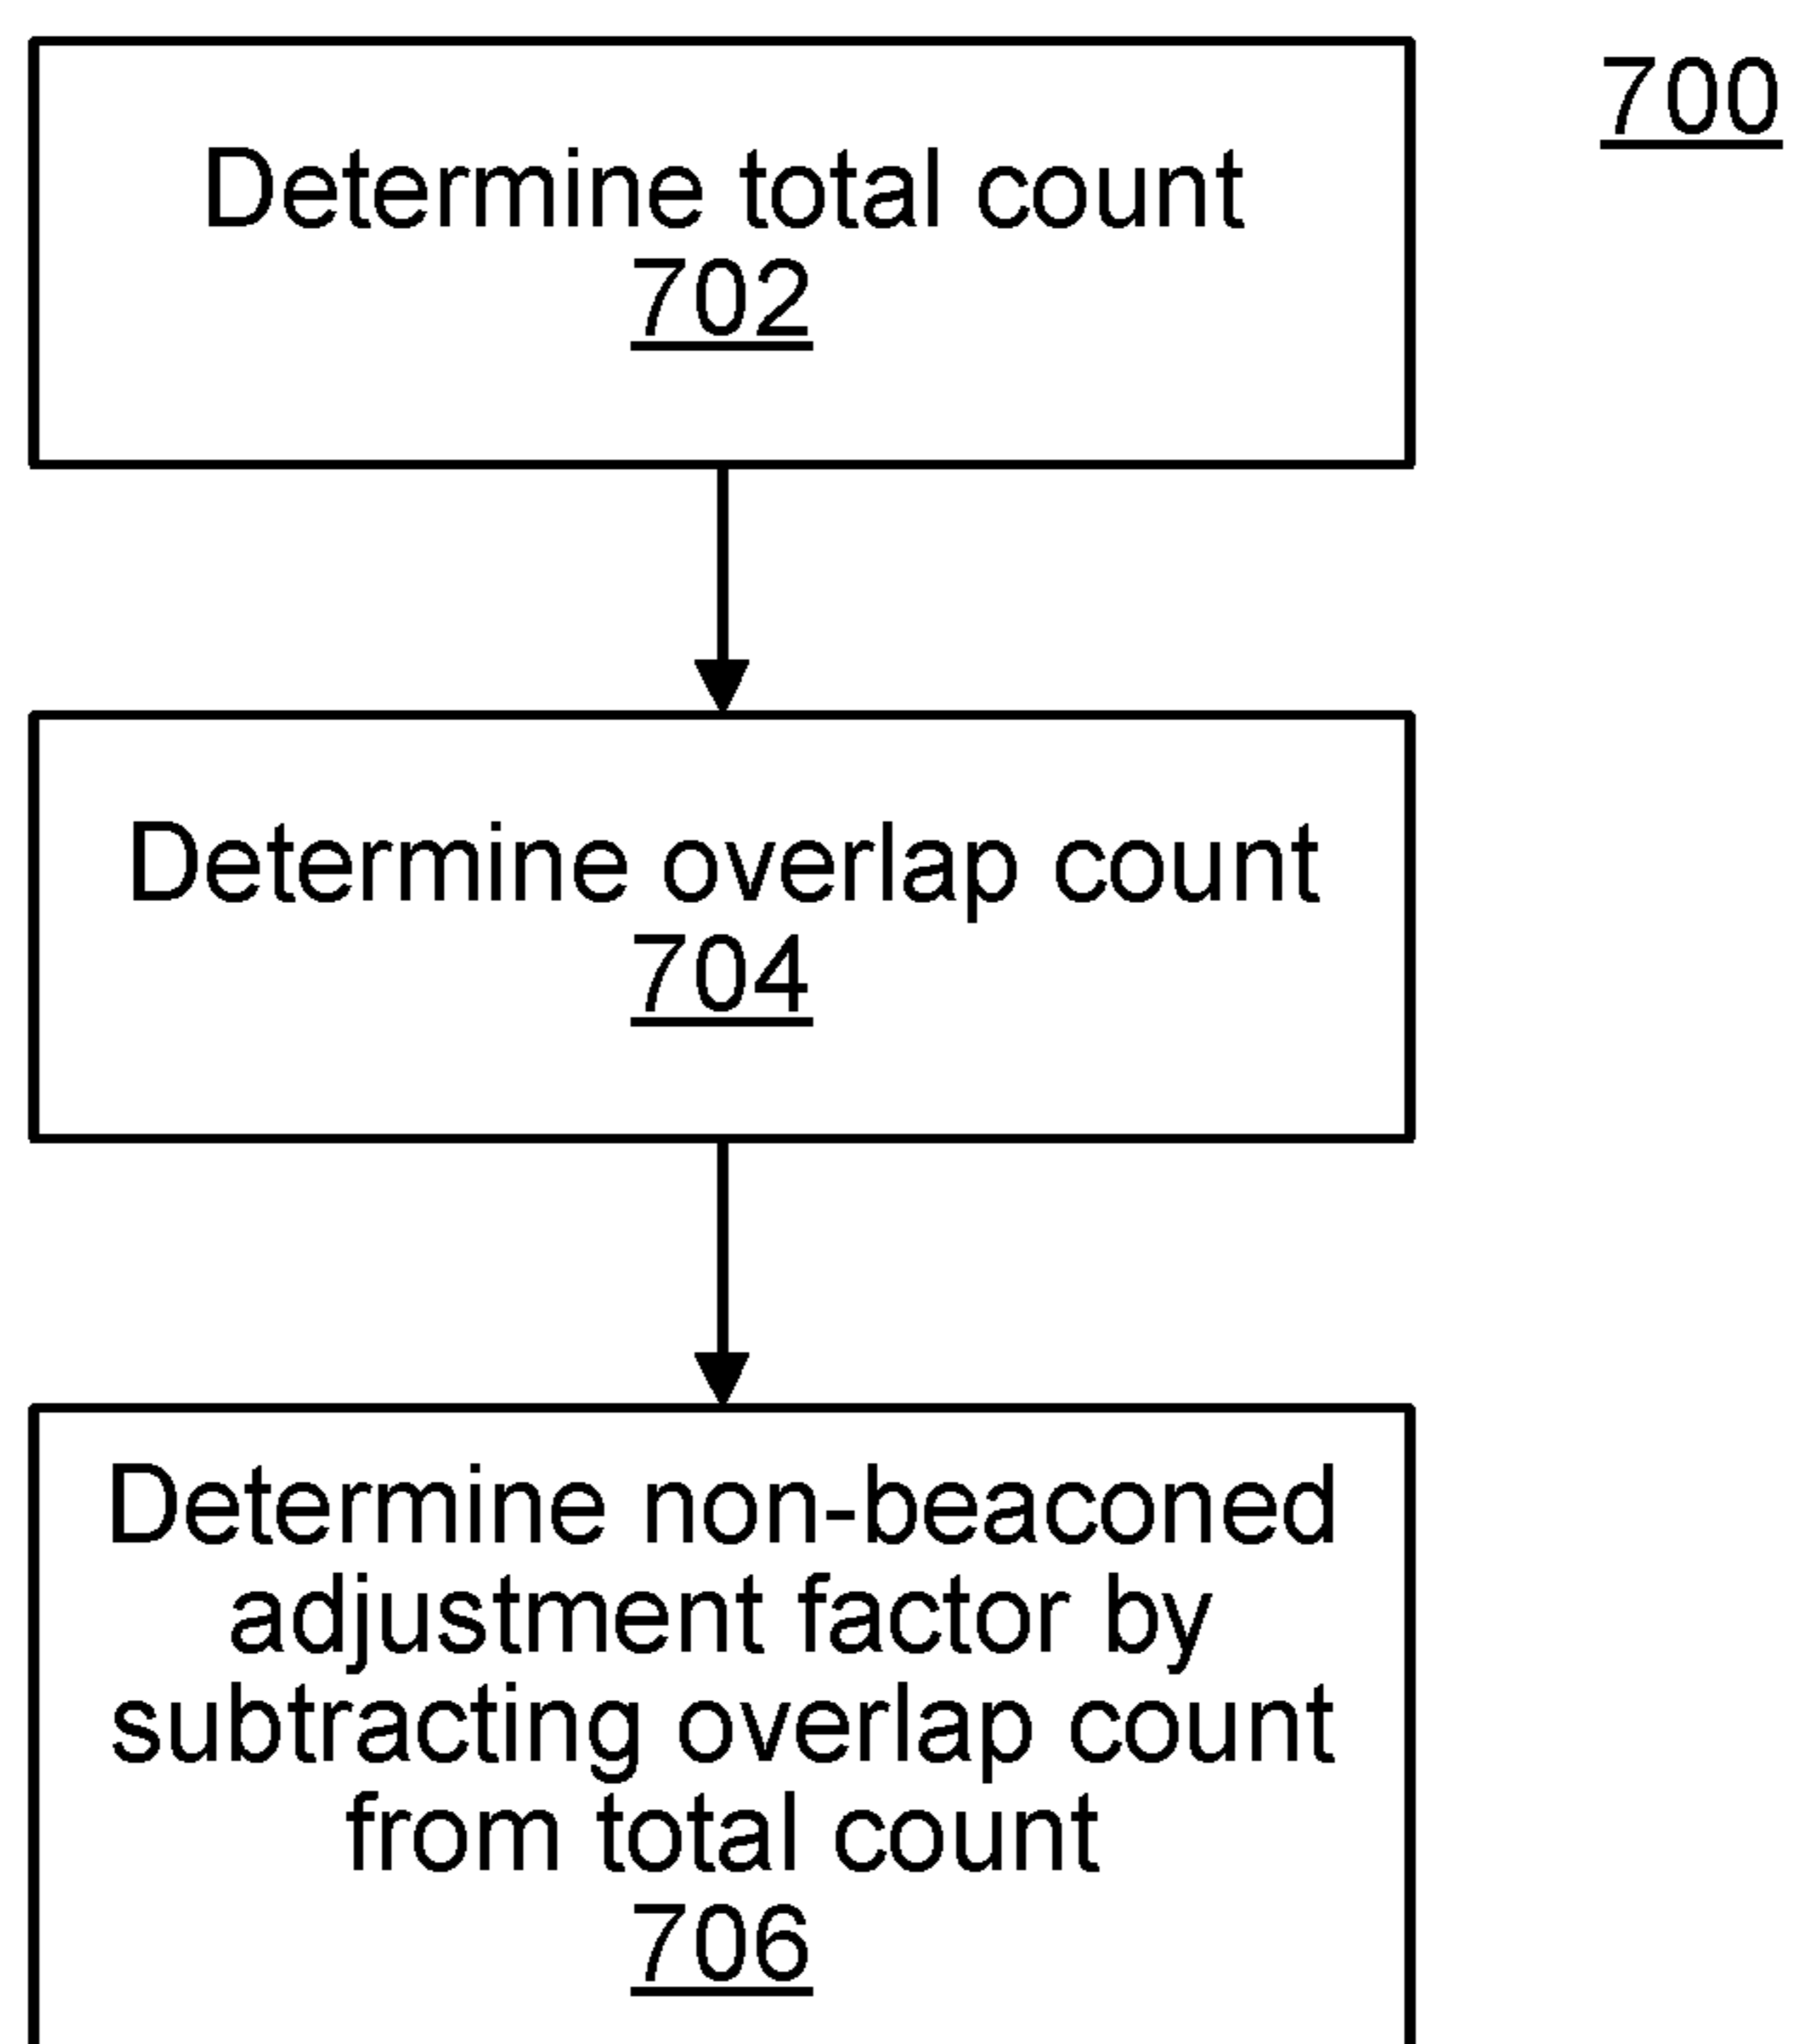 700
Determine total count
702
Determine overlap count
704
Determine non-beaconed
adjustment factor by
subtracting overlap count
from total count
706